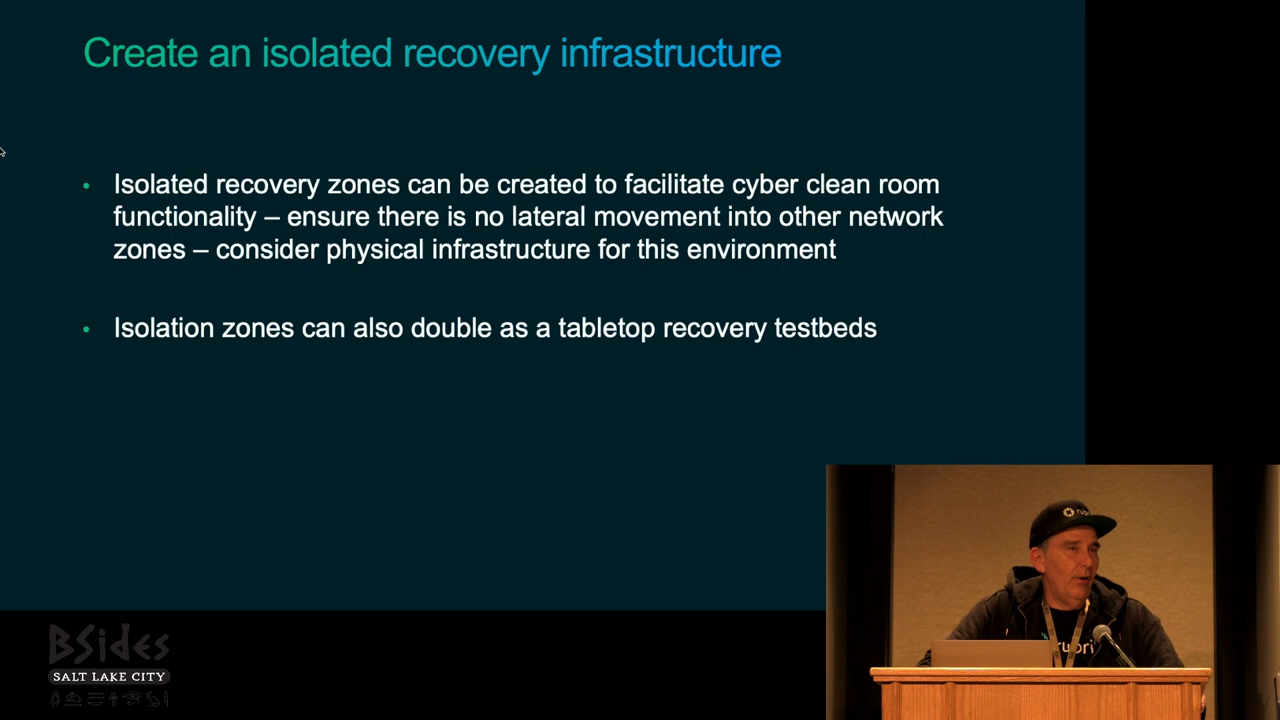 Create an isolated recovery infrastructure
• Isolated recovery zones can be created to facilitate cyber clean room
functionality – ensure there is no lateral movement into other network
zones – consider physical infrastructure for this environment
• Isolation zones can also double as a tabletop recovery testbeds
BSides
SALT LAKE CITY